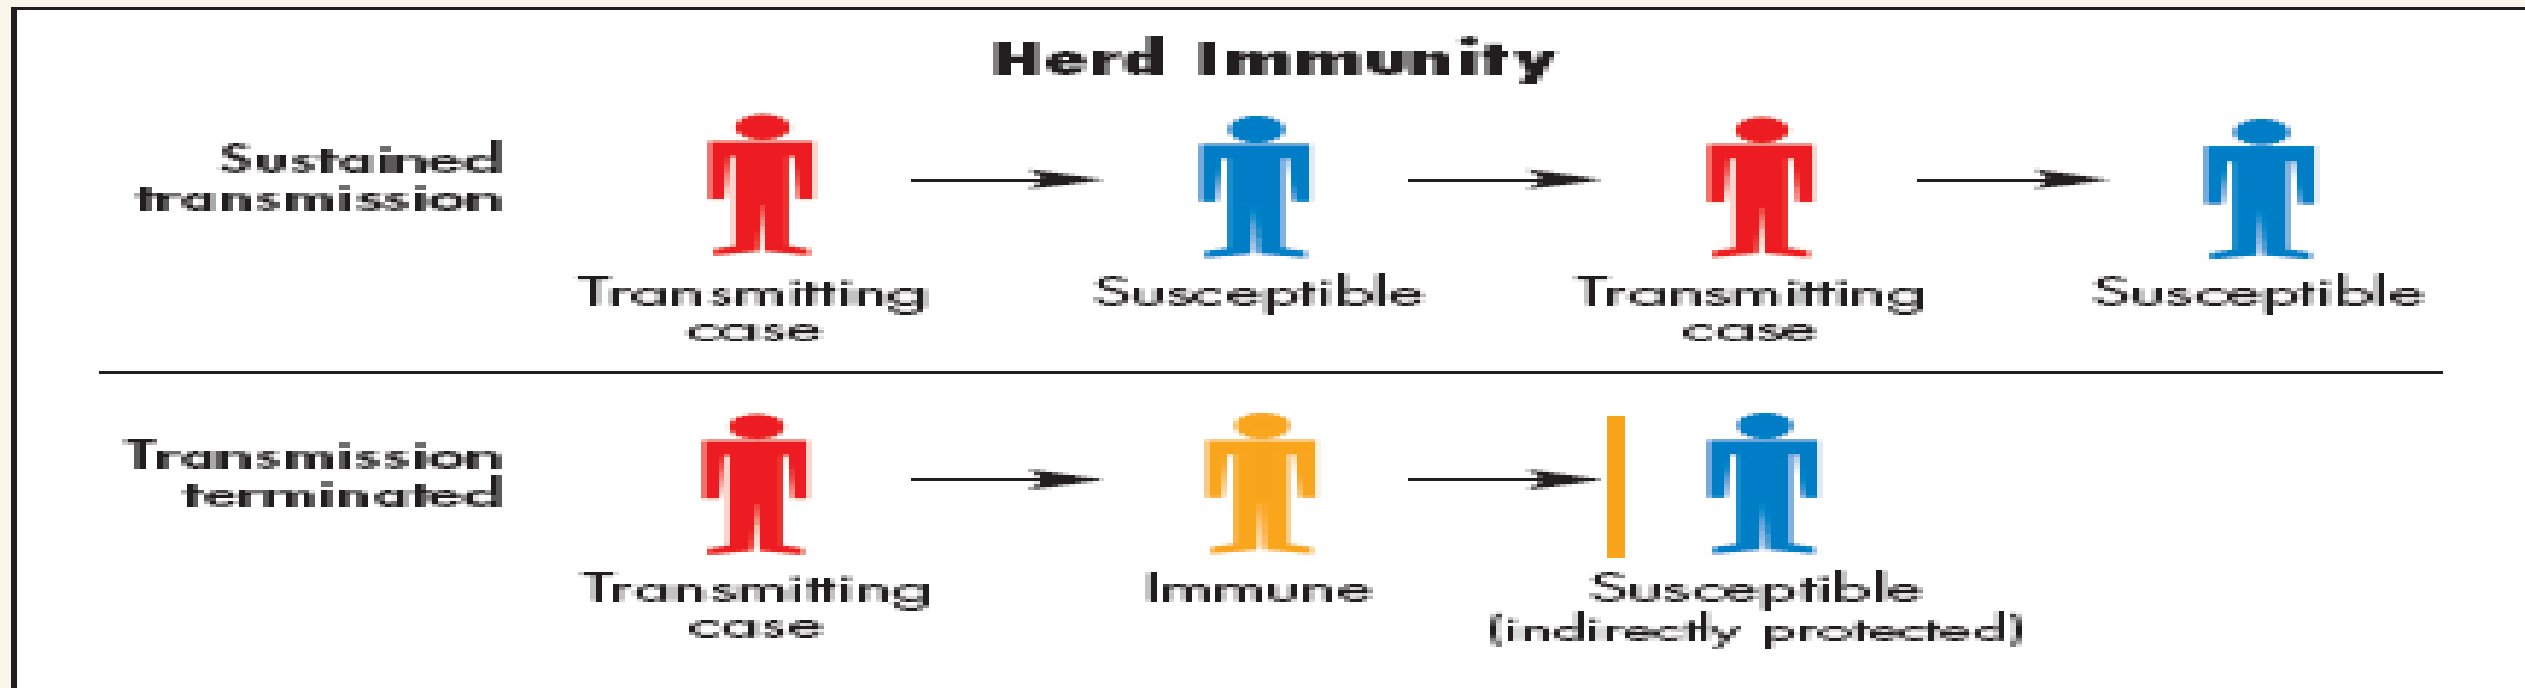 Herd Immunity
Sustained
transmission
Transmitting
case
Susceptible
Transmitting
case
Susceptible
Transmission
terminated
Transmitting
case
Immune
Susceptible
(indirectly protected)